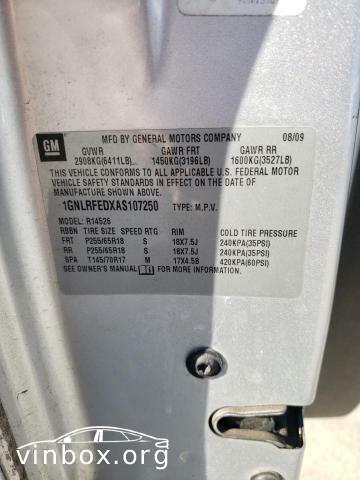 MFD BY GENERAL MOTORS COMPANY 08/09
GM
GVWR GAWR FRT GAWR RR
2908KG(6411LB) 1450KG(3196LB) 1600KG(3527LB)
THIS VEHICLE CONFORMS TO ALL APPLICABLE U.S. FEDERAL MOTOR
VEHICLE SAFETY STANDARDS IN EFFECT ON THE DATE OF
MANUFACTURE SHOWN ABOVE.
1GNLRFEDXAS107250 TYPE: M.P.V.
MODEL: R14526
RBBN TIRE SIZE SPEED RTG RIM COLD TIRE PRESSURE
FRT P255/65R18 S 18X7.5J 240KPA(35PSI)
RR P255/65R18 S 18X7.5J 240KPA(35PSI)
SPA T145/70R17 M 17X4.5B 420KPA(60PSI)
SEE OWNER'S MANUAL
vinbox.org